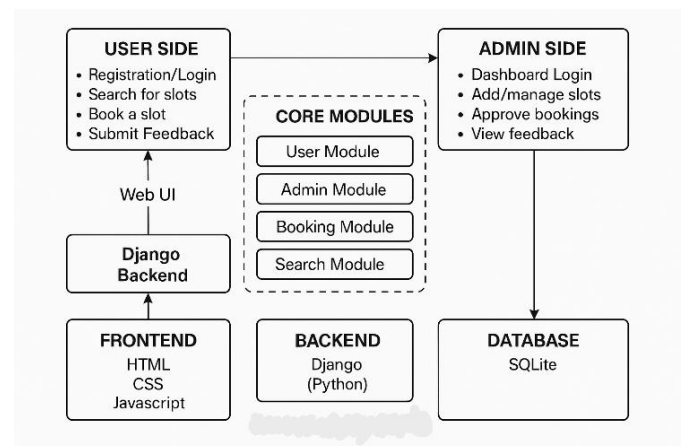 USER SIDE
• Registration/Login
• Search for slots
• Book a slot
• Submit Feedback
ADMIN SIDE
• Dashboard Login
• Add/manage slots
• Approve bookings
• View feedback
CORE MODULES
User Module
Admin Module
Booking Module
Search Module
Web UI
Django
Backend
FRONTEND
HTML
CSS
Javascript
BACKEND
Django
(Python)
DATABASE
SQLite